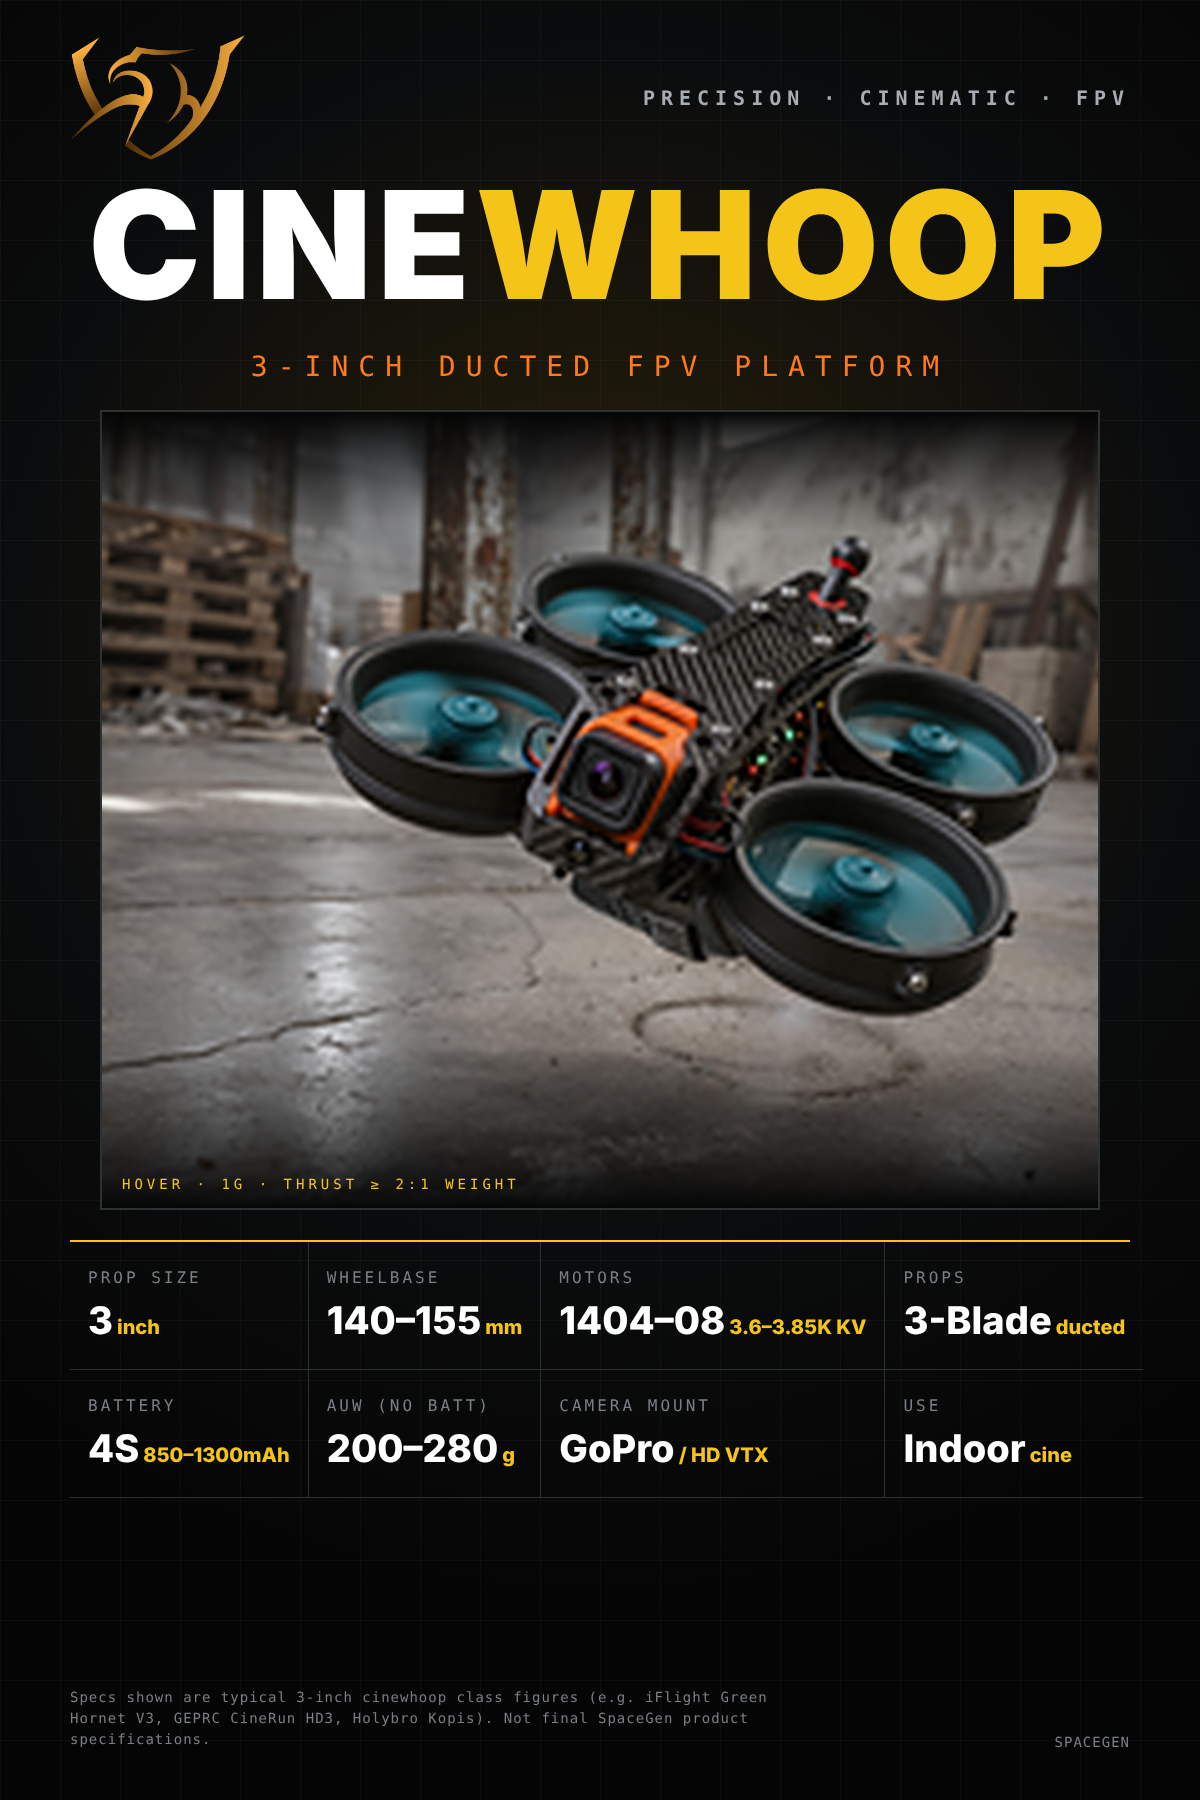 PRECISION · CINEMATIC · FPV
CINEWHOOP
3-INCH DUCTED FPV PLATFORM
HOVER · 1G · THRUST ≥ 2:1 WEIGHT
PROP SIZE
3 inch
WHEELBASE
140–155 mm
MOTORS
1404–08 3.6–3.85K KV
PROPS
3-Blade ducted
BATTERY
4S 850–1300mAh
AUW (NO BATT)
200–280 g
CAMERA MOUNT
GoPro / HD VTX
USE
Indoor cine
Specs shown are typical 3-inch cinewhoop class figures (e.g. iFlight Green
Hornet V3, GEPRC CineRun HD3, Holybro Kopis). Not final SpaceGen product
specifications.
SPACEGEN